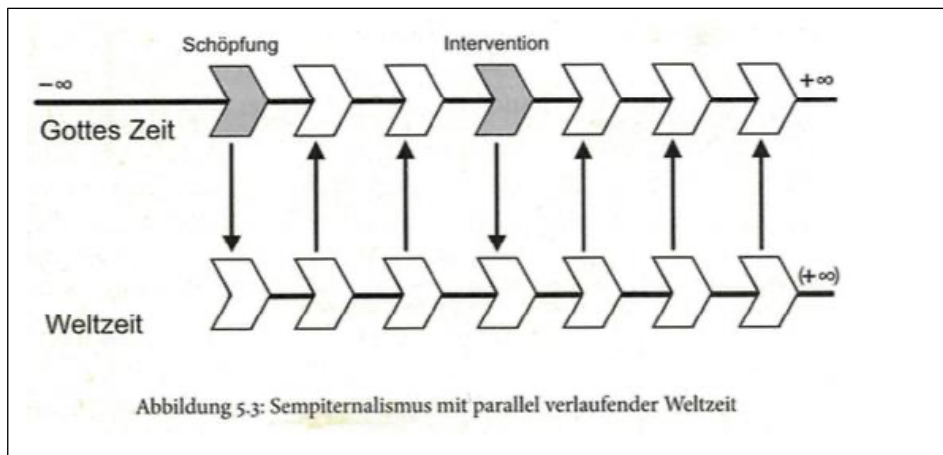 Schöpfung
Intervention
−∞
+∞
Gottes Zeit
(+∞)
Weltzeit
Abbildung 5.3: Sempiternalismus mit parallel verlaufender Weltzeit